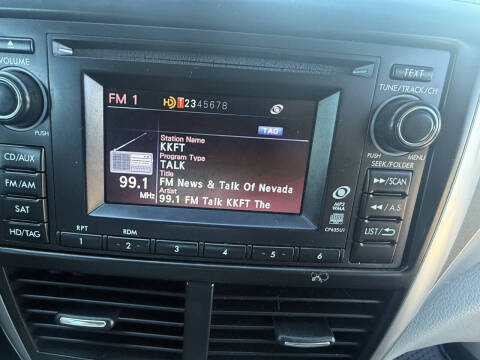 VOLUME
PUSH
CD/AUX
FM/AM
SAT
HD/TAG
FM 1
HD 12345678
TAG
Station Name
KKFT
Program Type
TALK
Title
FM News & Talk Of Nevada
Artist
99.1 FM Talk KKFT The
99.1
MHz
RPT
RDM
1
2
3
4
5
6
MP3
WMA
CP635U1
TEXT
TUNE/TRACK/CH
PUSH
MENU
SEEK/FOLDER
SCAN
A.S
LIST/